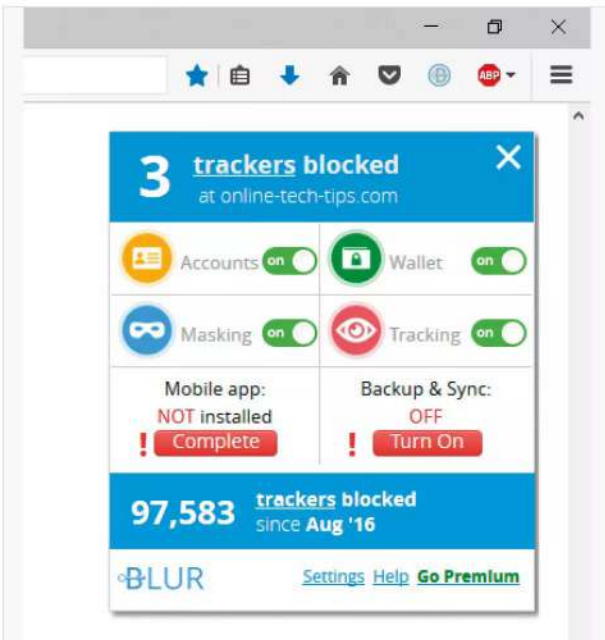 ABP
3 trackers blocked
at online-tech-tips.com
Accounts on Wallet on
Masking on Tracking on
Mobile app: Backup & Sync:
NOT installed OFF
! Complete ! Turn On
97,583 trackers blocked
since Aug '16
BLUR Settings Help Go Premium